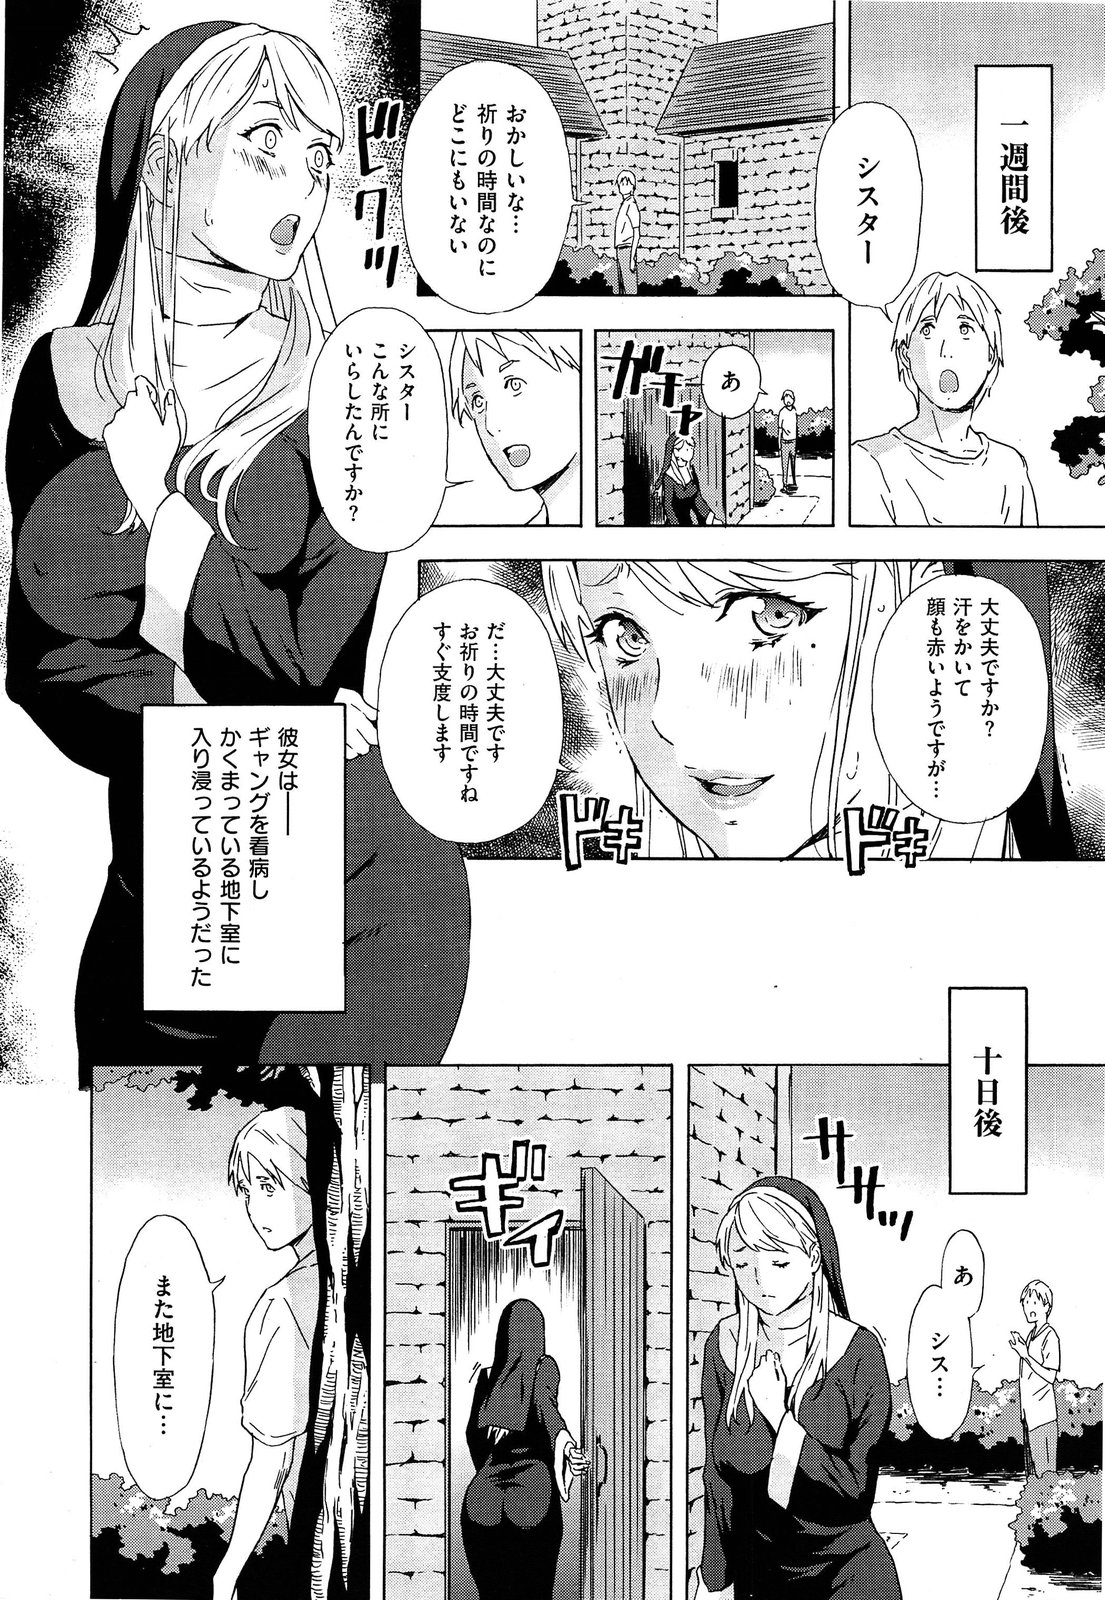 一週間後
シスター
おかしいな…
祈りの時間なのに
どこにもいない
あ
ガチャ
シスター
こんな所に
いらしたんですか？
ドクッ
大丈夫ですか？
汗をかいて
顔も赤いようですが…
ドキ
ドキ
だ…大丈夫です
お祈りの時間ですね
すぐ支度します
彼女は――
ギャングを看病し
かくまっている地下室に
入り浸っているようだった
十日後
あ
シス…
ササッ
ギイ
また地下室に…